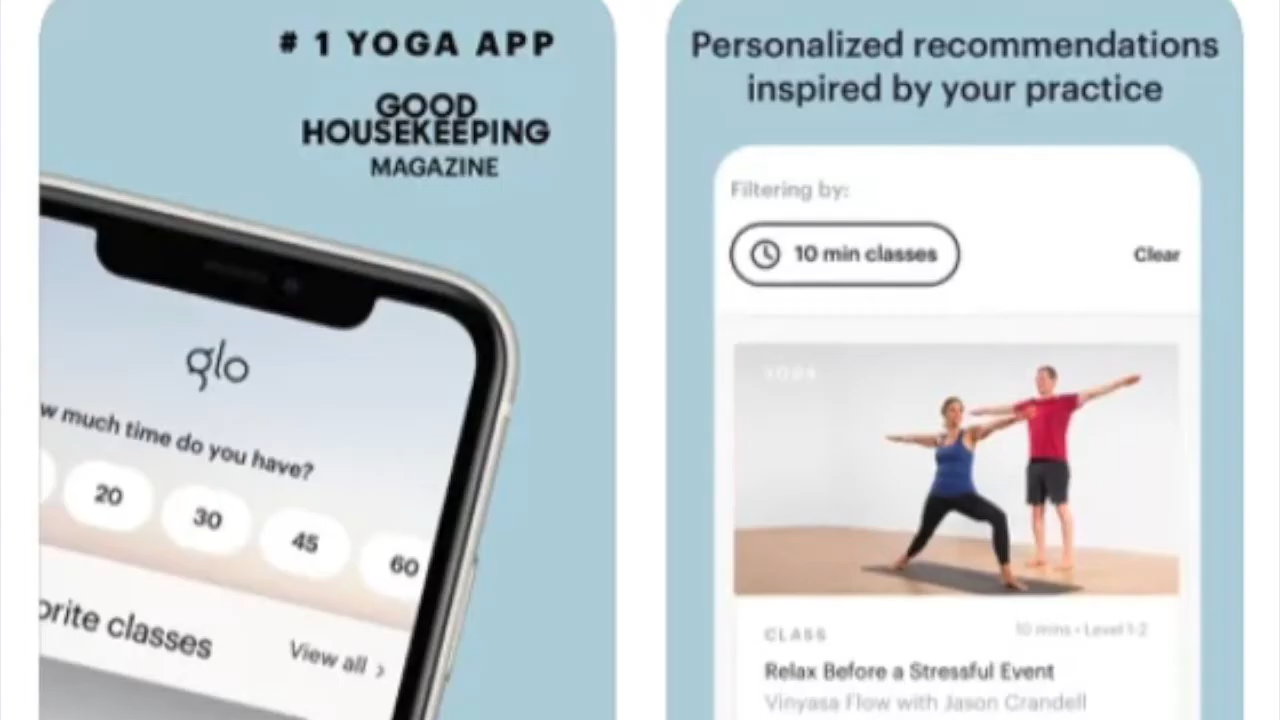 # 1 YOGA APP
GOOD
HOUSEKEEPING
MAGAZINE
glo
w much time do you have?
20
30
45
60
orite classes
View all >
Personalized recommendations
inspired by your practice
Filtering by:
10 min classes
Clear
YOGA
CLASS
10 mins • Level 1-2
Relax Before a Stressful Event
Vinyasa Flow with Jason Crandell